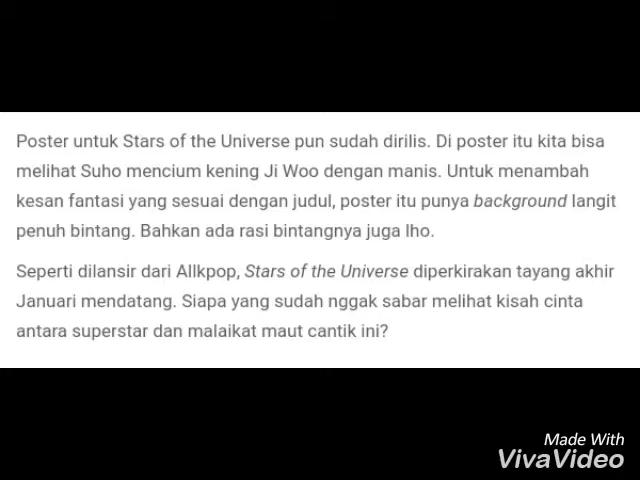 Poster untuk Stars of the Universe pun sudah dirilis. Di poster itu kita bisa
melihat Suho mencium kening Ji Woo dengan manis. Untuk menambah
kesan fantasi yang sesuai dengan judul, poster itu punya background langit
penuh bintang. Bahkan ada rasi bintangnya juga lho.
Seperti dilansir dari Allkpop, Stars of the Universe diperkirakan tayang akhir
Januari mendatang. Siapa yang sudah nggak sabar melihat kisah cinta
antara superstar dan malaikat maut cantik ini?
Made With
VivaVideo